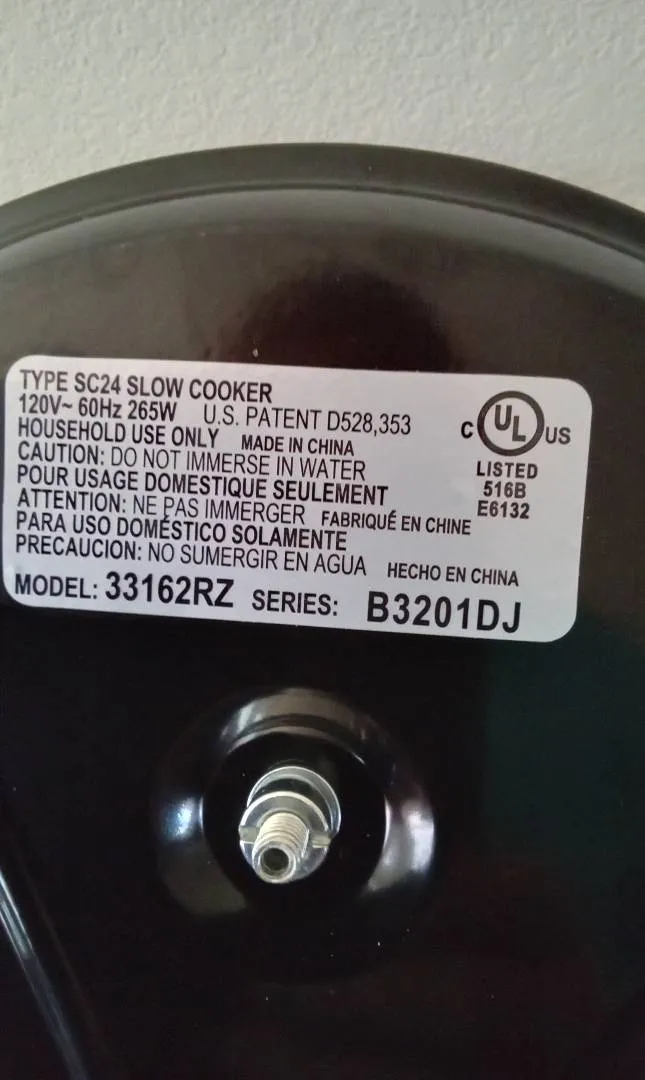 TYPE SC24 SLOW COOKER
120V~ 60Hz 265W U.S. PATENT D528,353
HOUSEHOLD USE ONLY MADE IN CHINA
CAUTION: DO NOT IMMERSE IN WATER
POUR USAGE DOMESTIQUE SEULEMENT
ATTENTION: NE PAS IMMERGER FABRIQUÉ EN CHINE
PARA USO DOMÉSTICO SOLAMENTE
PRECAUCION: NO SUMERGIR EN AGUA HECHO EN CHINA
MODEL: 33162RZ SERIES: B3201DJ
C UL US
LISTED
516B
E6132